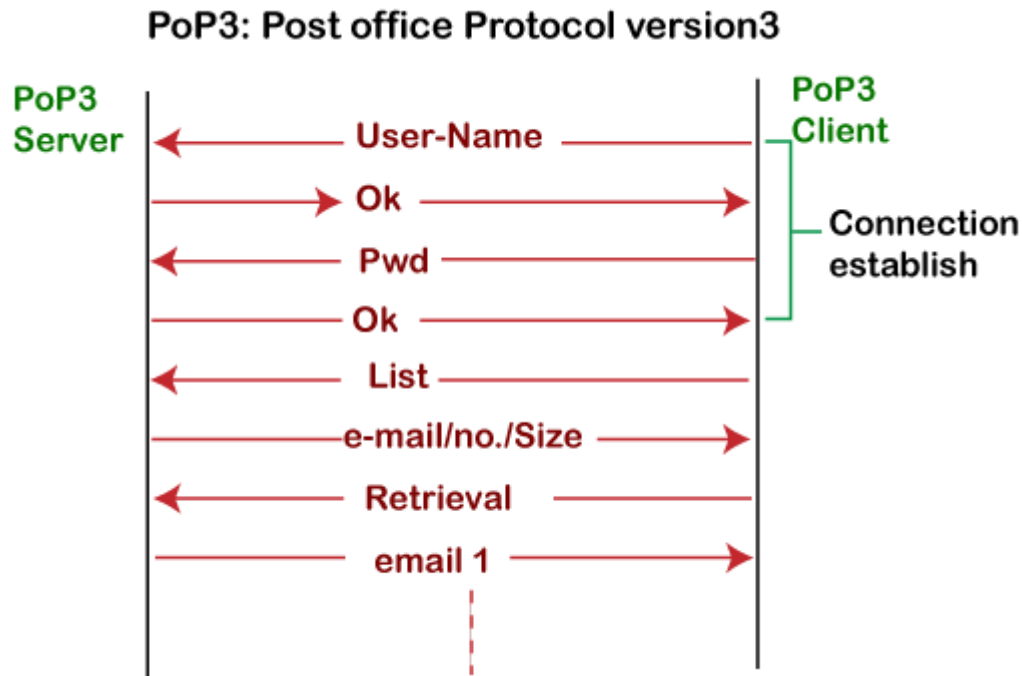 PoP3: Post office Protocol version3
PoP3
Server
PoP3
Client
User-Name
Ok
Pwd
Ok
Connection
establish
List
e-mail/no./Size
Retrieval
email 1